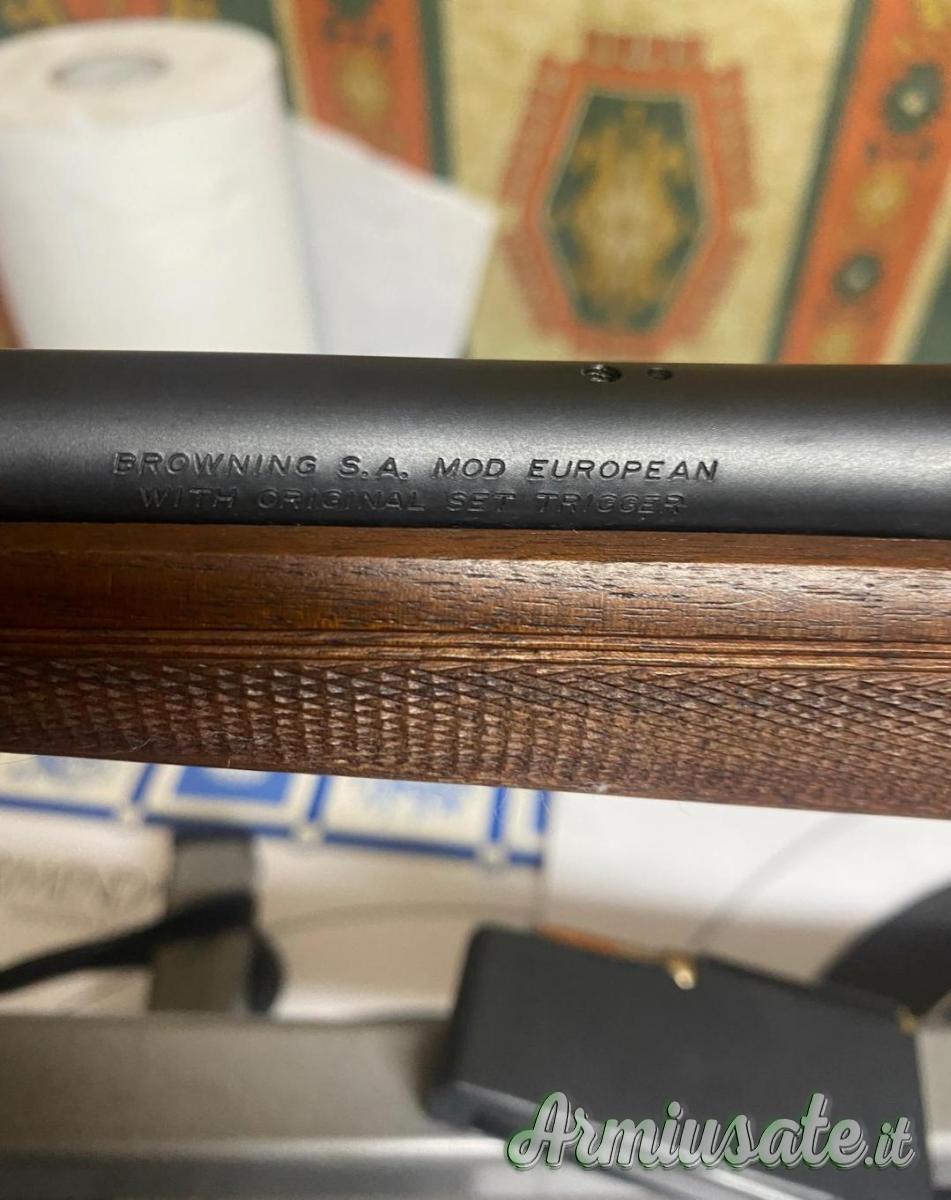 BROWNING S.A. MOD EUROPEAN
WITH ORIGINAL SET TRIGGER
Armiusate.it